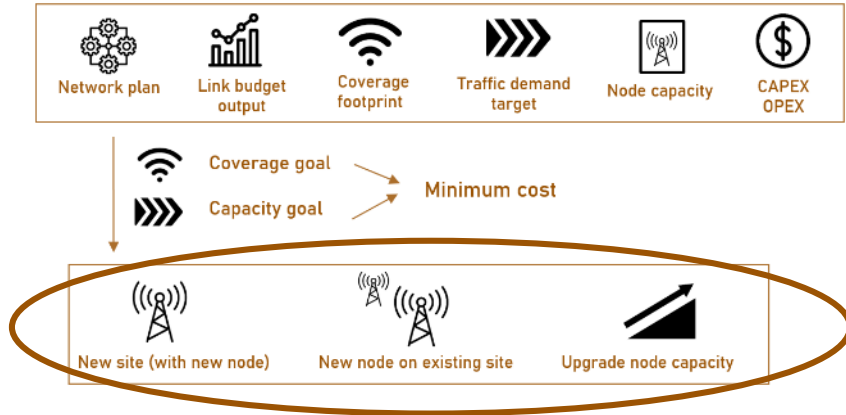 Network plan
Link budget
output
Coverage
footprint
Traffic demand
target
Node capacity
$
CAPEX
OPEX
Coverage goal
Capacity goal
Minimum cost
New site (with new node)
New node on existing site
Upgrade node capacity